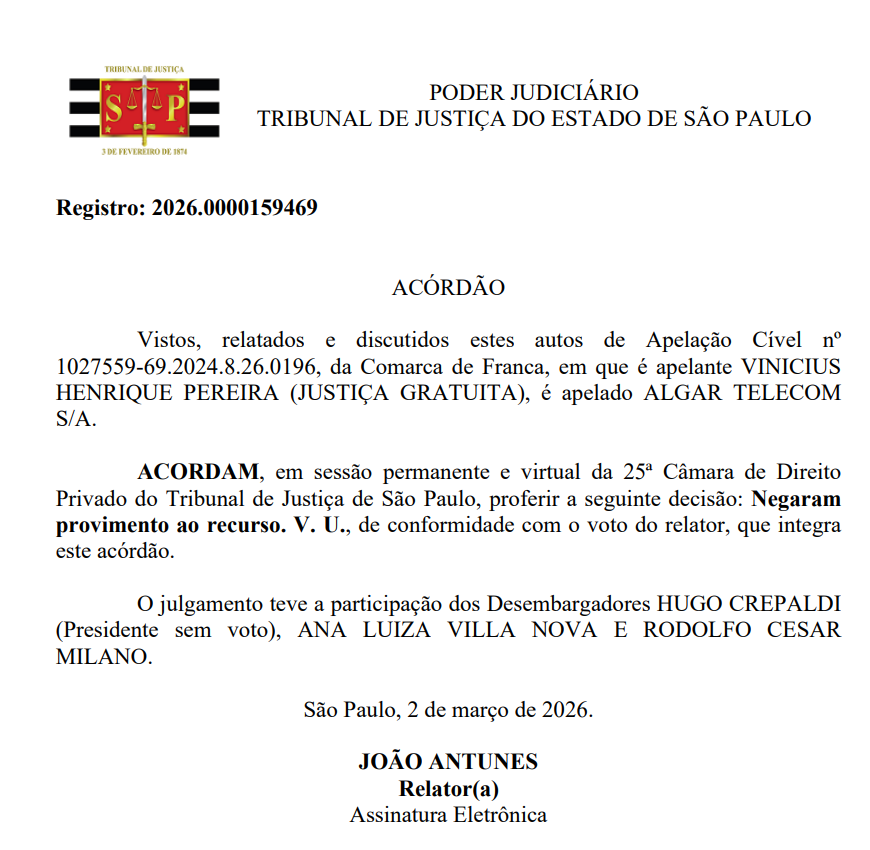 TRIBUNAL DE JUSTIÇA
S P
3 DE FEVEREIRO DE 1874
PODER JUDICIÁRIO
TRIBUNAL DE JUSTIÇA DO ESTADO DE SÃO PAULO
Registro: 2026.0000159469
ACÓRDÃO
Vistos, relatados e discutidos estes autos de Apelação Cível nº
1027559-69.2024.8.26.0196, da Comarca de Franca, em que é apelante VINICIUS
HENRIQUE PEREIRA (JUSTIÇA GRATUITA), é apelado ALGAR TELECOM
S/A.
ACORDAM, em sessão permanente e virtual da 25ª Câmara de Direito
Privado do Tribunal de Justiça de São Paulo, proferir a seguinte decisão: Negaram
provimento ao recurso. V. U., de conformidade com o voto do relator, que integra
este acórdão.
O julgamento teve a participação dos Desembargadores HUGO CREPALDI
(Presidente sem voto), ANA LUIZA VILLA NOVA E RODOLFO CESAR
MILANO.
São Paulo, 2 de março de 2026.
JOÃO ANTUNES
Relator(a)
Assinatura Eletrônica